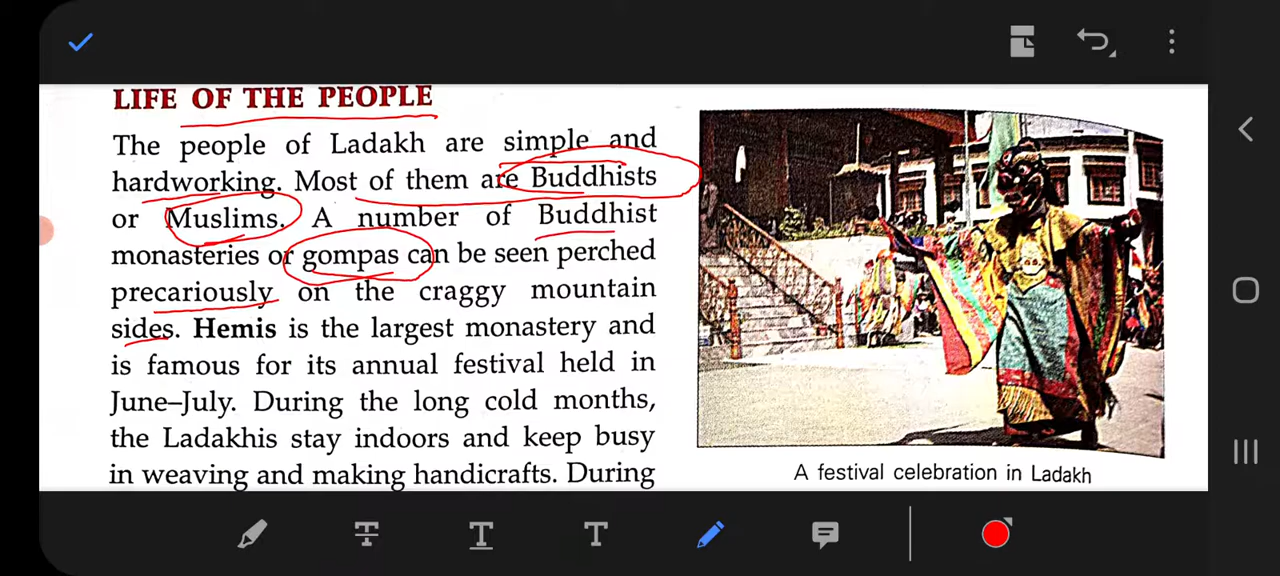 LIFE OF THE PEOPLE
The people of Ladakh are simple and
hardworking. Most of them are Buddhists
or Muslims. A number of Buddhist
monasteries or gompas can be seen perched
precariously on the craggy mountain
sides. Hemis is the largest monastery and
is famous for its annual festival held in
June–July. During the long cold months,
the Ladakhis stay indoors and keep busy
in weaving and making handicrafts. During
A festival celebration in Ladakh
T T T